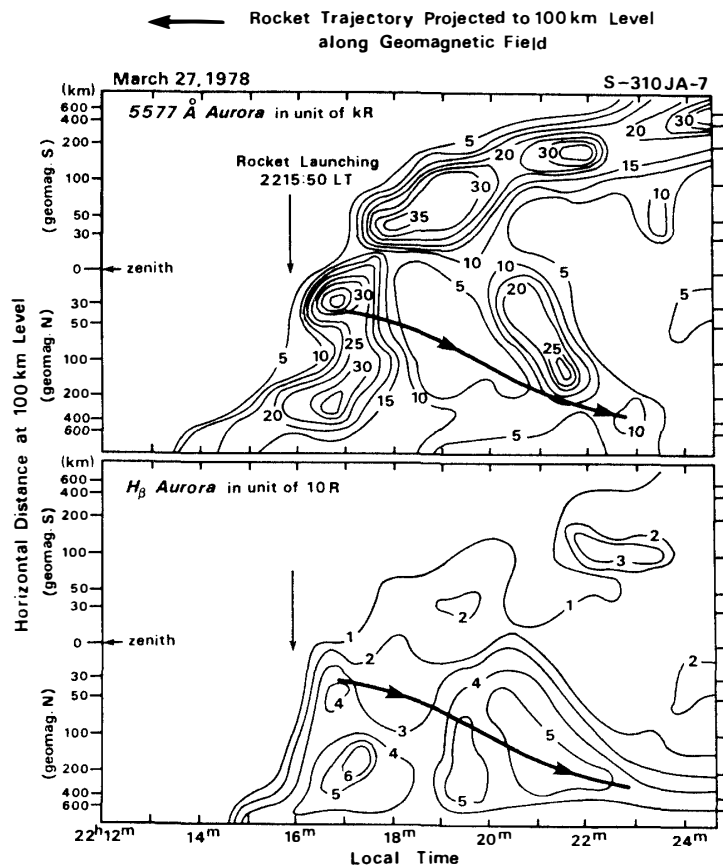 Rocket Trajectory Projected to 100 km Level
along Geomagnetic Field
March 27, 1978
S-310JA-7
(km)
5577 Å Aurora in unit of kR
Rocket Launching
2215:50 LT
zenith
600
400
200
100
50
30
0
30
50
100
200
400
600
(geomag. S)
(geomag. N)
5
20
30
15
30
35
10
10
30
20
30
10
5
10
5
20
25
5
5
10
25
30
20
15
10
5
10
Horizontal Distance at 100 km Level
(km)
Hβ Aurora in unit of 10 R
zenith
600
400
200
100
50
30
0
30
50
100
200
400
600
(geomag. S)
(geomag. N)
2
3
1
2
1
2
2
4
4
3
4
5
6
5
5
22h12m
14m
16m
18m
20m
22m
24m
Local Time